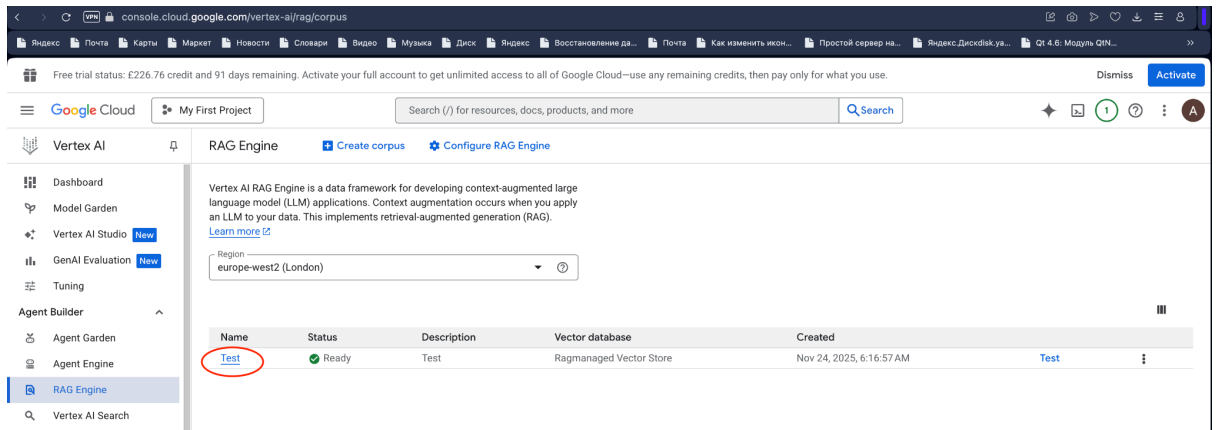 VPN console.cloud.google.com/vertex-ai/rag/corpus
Яндекс Почта Карты Маркет Новости Словари Видео Музыка Диск Яндекс Восстановление да... Почта Как изменить икон... Простой сервер на... Яндекс.Дискdisk.ya... Qt 4.6: Модуль QtN... »
Free trial status: £226.76 credit and 91 days remaining. Activate your full account to get unlimited access to all of Google Cloud—use any remaining credits, then pay only for what you use. Dismiss Activate
Google Cloud My First Project Search (/) for resources, docs, products, and more Search 1 A
Vertex AI RAG Engine Create corpus Configure RAG Engine
Dashboard
Model Garden
Vertex AI Studio New
GenAI Evaluation New
Tuning
Agent Builder
Agent Garden
Agent Engine
RAG Engine
Vertex AI Search
Vertex AI RAG Engine is a data framework for developing context-augmented large
language model (LLM) applications. Context augmentation occurs when you apply
an LLM to your data. This implements retrieval-augmented generation (RAG).
Learn more
Region
europe-west2 (London)
Name Status Description Vector database Created
Test Ready Test Ragmanaged Vector Store Nov 24, 2025, 6:16:57 AM Test